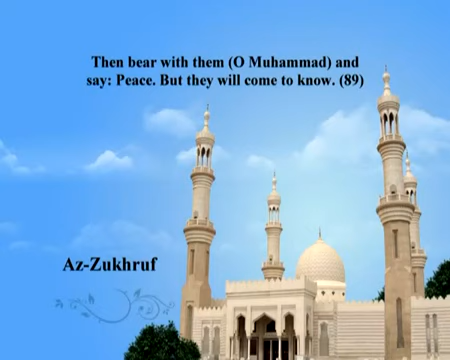 Then bear with them (O Muhammad) and
say: Peace. But they will come to know. (89)
Az-Zukhruf